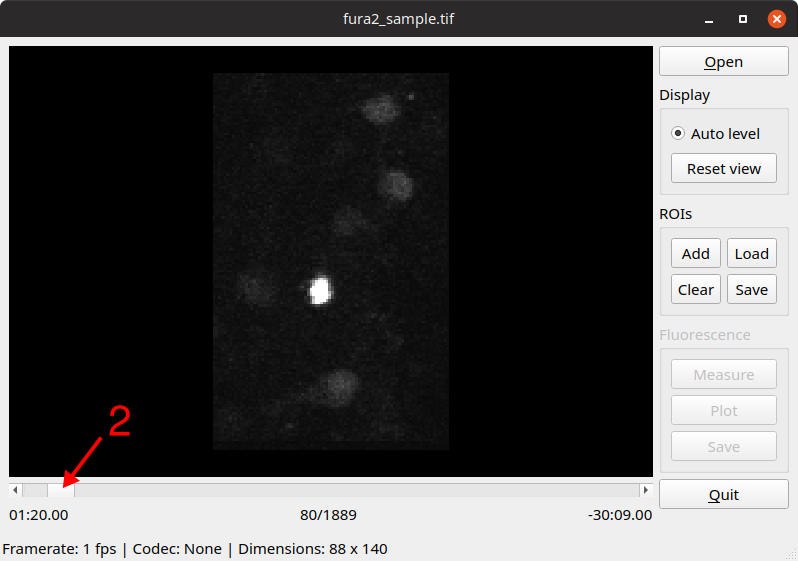 fura2_sample.tif
Open
Display
Auto level
Reset view
ROIs
Add Load
Clear Save
Fluorescence
Measure
Plot
Save
2
01:20.00 80/1889 -30:09.00
Quit
Framerate: 1 fps | Codec: None | Dimensions: 88 x 140